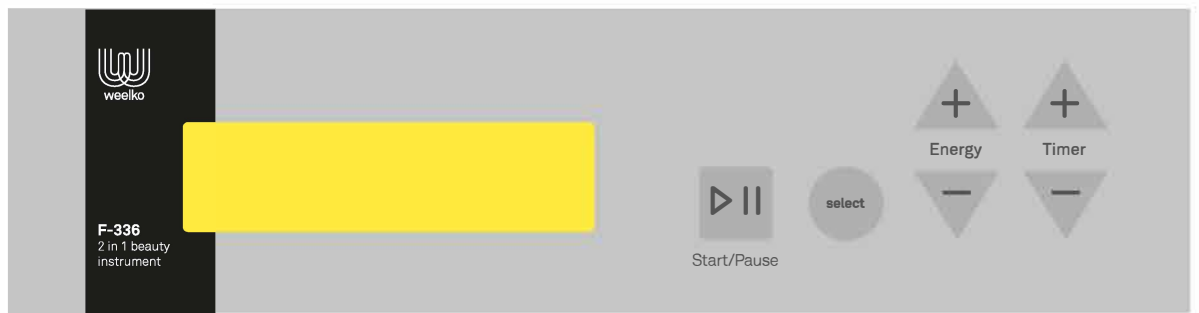 weelko
F-336
2 in 1 beauty
instrument
Start/Pause
select
+
Energy
−
+
Timer
−